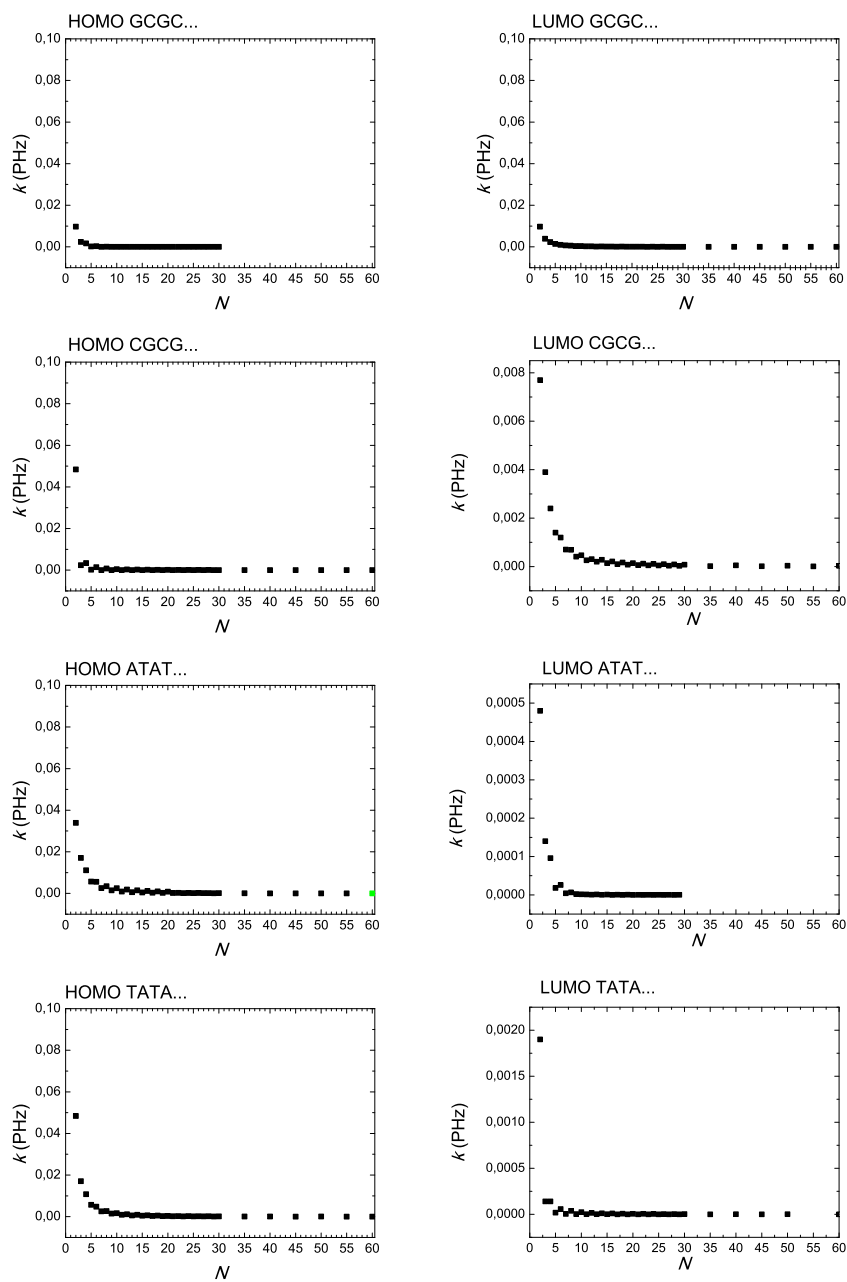 HOMO GCGC...
0,10
0,08
0,06
0,04
0,02
0,00
k (PHz)
0 5 10 15 20 25 30 35 40 45 50 55 60
N
LUMO GCGC...
0,10
0,08
0,06
0,04
0,02
0,00
k (PHz)
0 5 10 15 20 25 30 35 40 45 50 55 60
N
HOMO CGCG...
0,10
0,08
0,06
0,04
0,02
0,00
k (PHz)
0 5 10 15 20 25 30 35 40 45 50 55 60
N
LUMO CGCG...
0,008
0,006
0,004
0,002
0,000
k (PHz)
0 5 10 15 20 25 30 35 40 45 50 55 60
N
HOMO ATAT...
0,10
0,08
0,06
0,04
0,02
0,00
k (PHz)
0 5 10 15 20 25 30 35 40 45 50 55 60
N
LUMO ATAT...
0,0005
0,0004
0,0003
0,0002
0,0001
0,0000
k (PHz)
0 5 10 15 20 25 30 35 40 45 50 55 60
N
HOMO TATA...
0,10
0,08
0,06
0,04
0,02
0,00
k (PHz)
0 5 10 15 20 25 30 35 40 45 50 55 60
N
LUMO TATA...
0,0020
0,0015
0,0010
0,0005
0,0000
k (PHz)
0 5 10 15 20 25 30 35 40 45 50 55 60
N